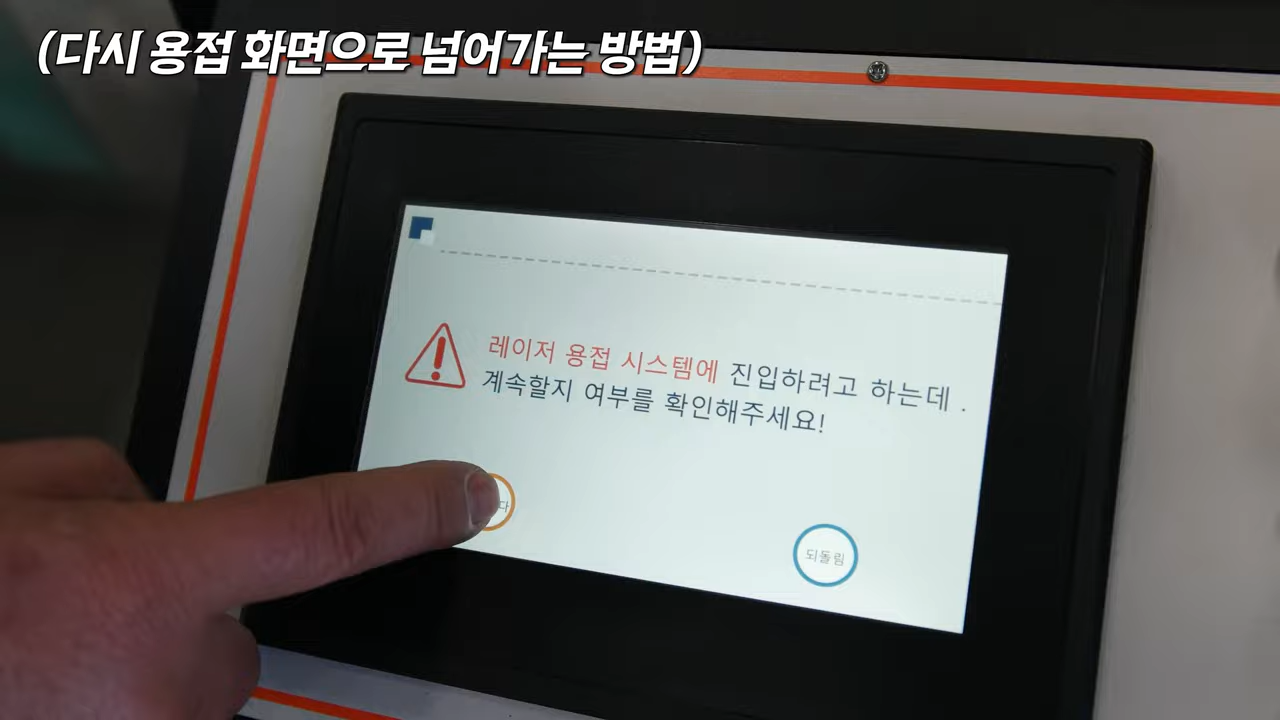 (다시 용접 화면으로 넘어가는 방법)
레이저 용접 시스템에 진입하려고 하는데 .
계속할지 여부를 확인해주세요!
되돌림